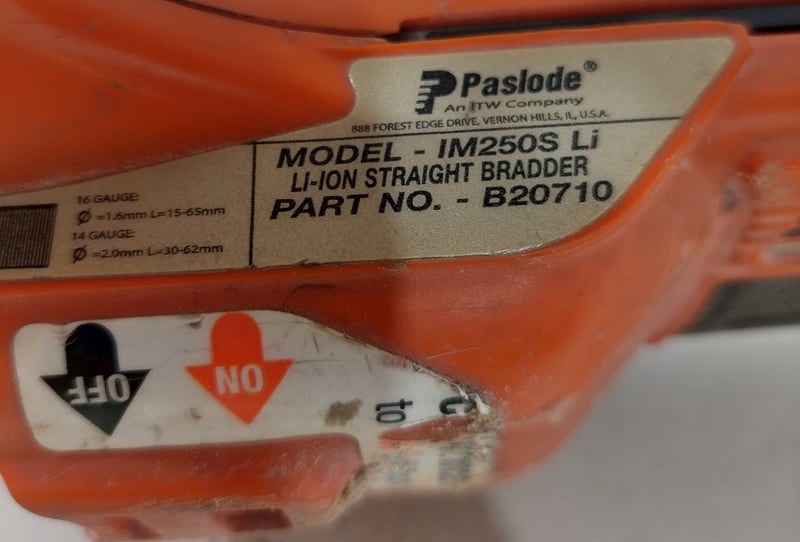 Paslode®
An ITW Company
888 FOREST EDGE DRIVE, VERNON HILLS, IL, U.S.A.
MODEL - IM250S Li
LI-ION STRAIGHT BRADDER
PART NO. - B20710
16 GAUGE:
Ø =1.6mm L=15-65mm
14 GAUGE:
Ø =2.0mm L=30-62mm
OFF
ON
to